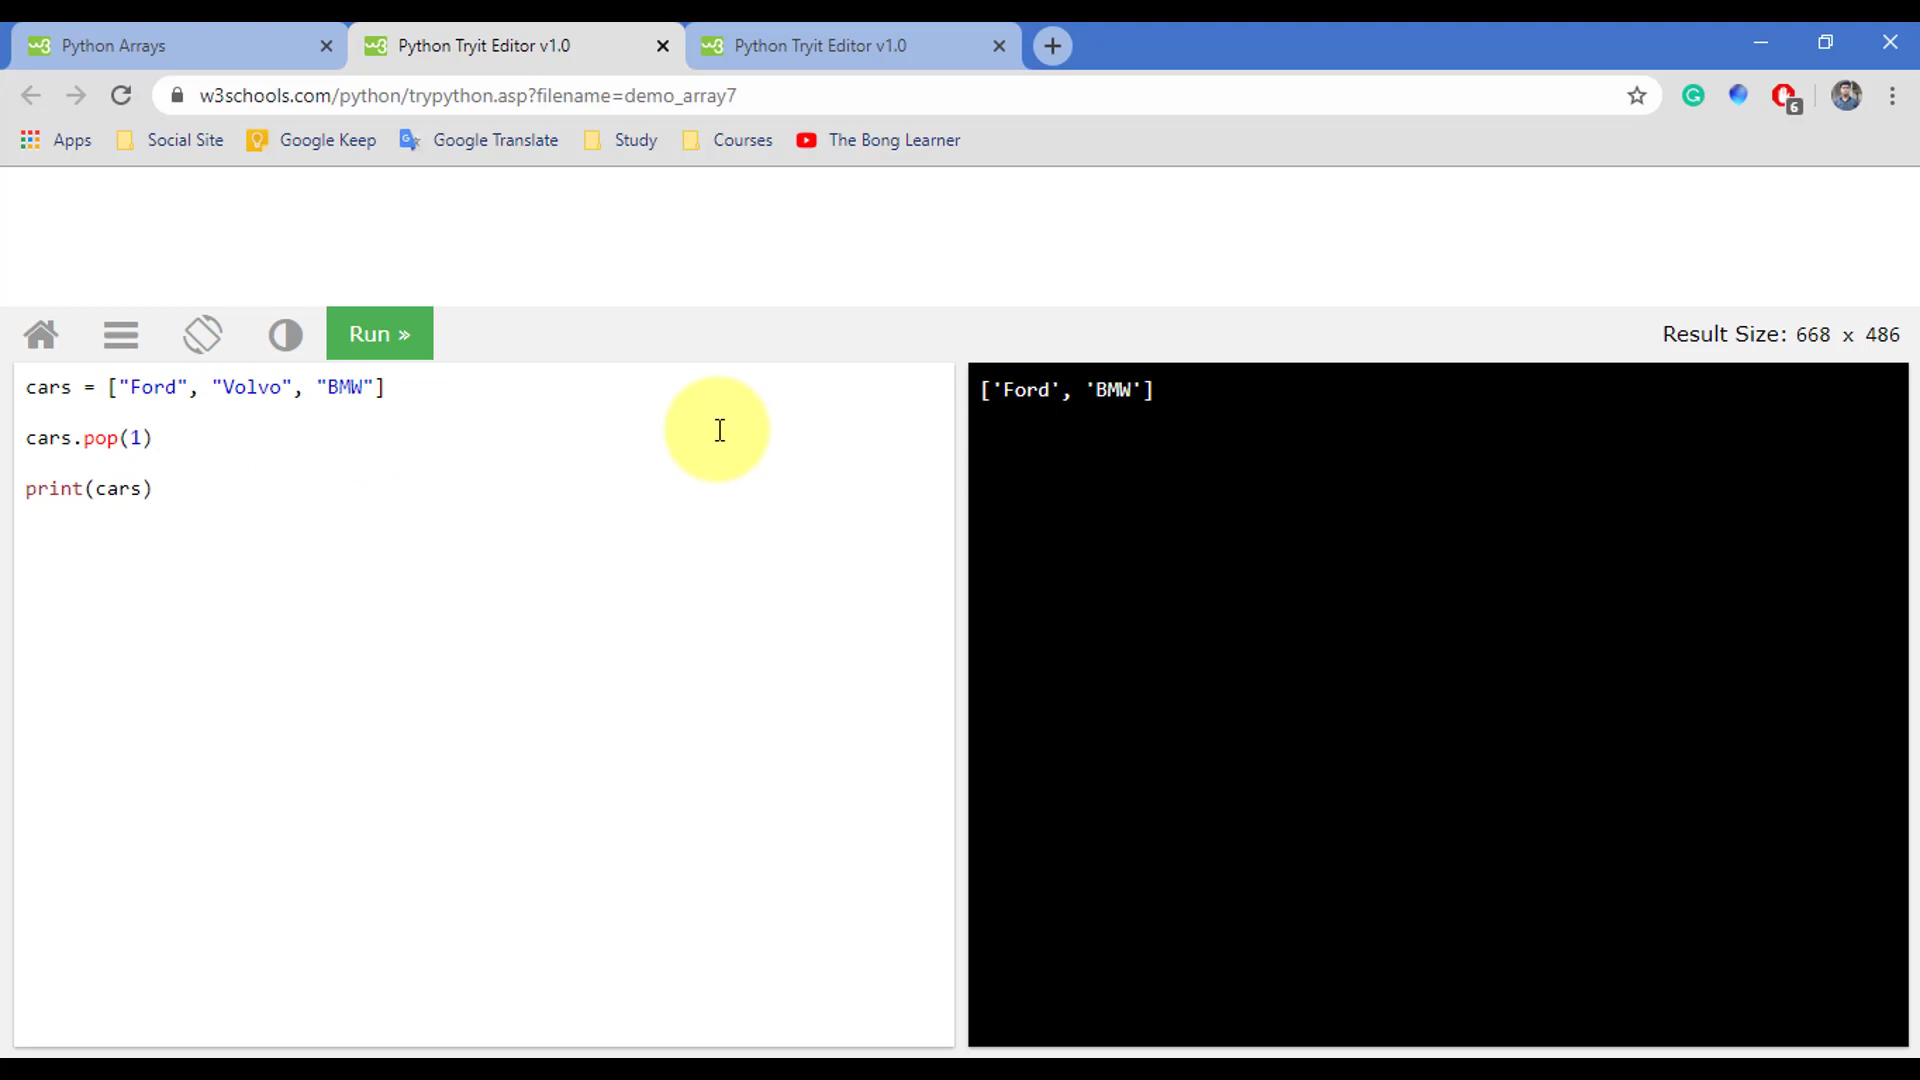 Python Arrays
Python Tryit Editor v1.0
Python Tryit Editor v1.0
w3schools.com/python/trypython.asp?filename=demo_array7
6
Apps
Social Site
Google Keep
Google Translate
Study
Courses
The Bong Learner
Run »
Result Size: 668 x 486
cars = ["Ford", "Volvo", "BMW"]
cars.pop(1)
print(cars)
['Ford', 'BMW']